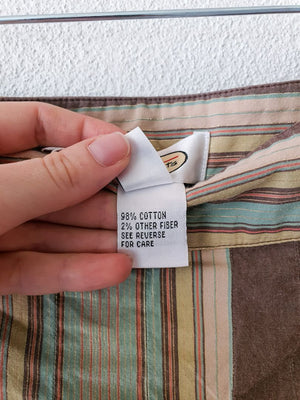 98% COTTON
2% OTHER FIBER
SEE REVERSE
FOR CARE